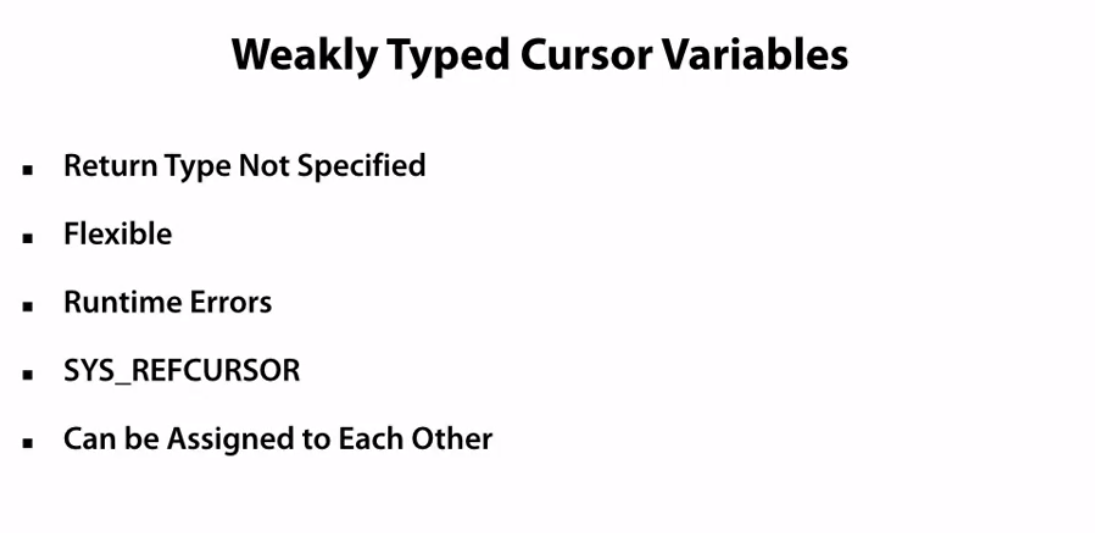 Weakly Typed Cursor Variables
▪ Return Type Not Specified
▪ Flexible
▪ Runtime Errors
▪ SYS_REFCURSOR
▪ Can be Assigned to Each Other